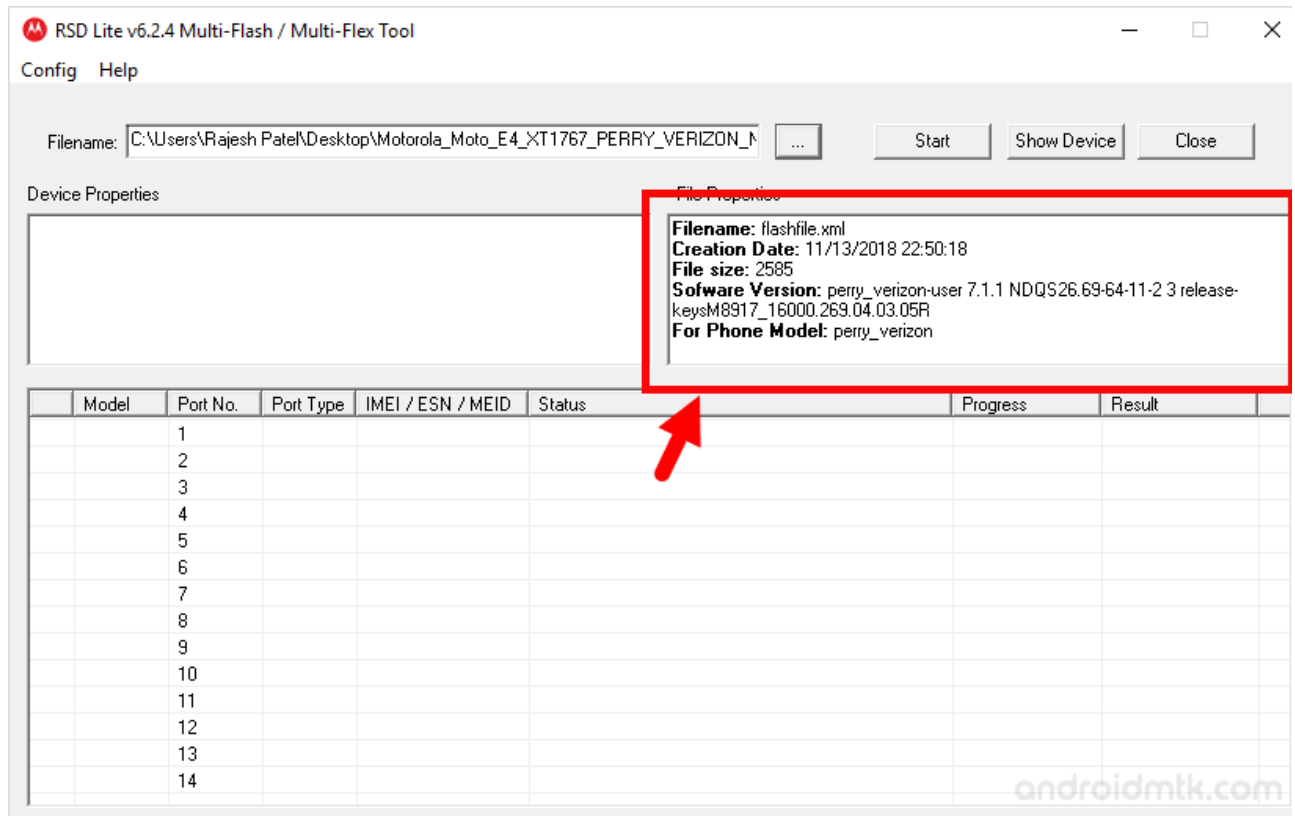 RSD Lite v6.2.4 Multi-Flash / Multi-Flex Tool
Config Help
Filename: C:\Users\Rajesh Patel\Desktop\Motorola_Moto_E4_XT1767_PERRY_VERIZON_N ... Start Show Device Close
Device Properties File Properties
Filename: flashfile.xml
Creation Date: 11/13/2018 22:50:18
File size: 2585
Sofware Version: perry_verizon-user 7.1.1 NDQS26.69-64-11-2 3 release-
keysM8917_16000.269.04.03.05R
For Phone Model: perry_verizon
Model Port No. Port Type IMEI / ESN / MEID Status Progress Result
1
2
3
4
5
6
7
8
9
10
11
12
13
14
androidmtk.com